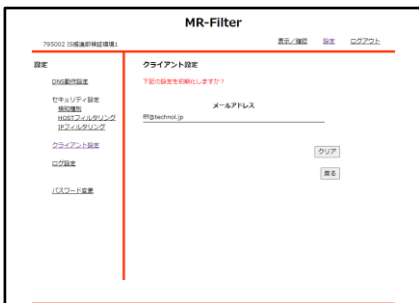 MR-Filter
795002 IS推進部検証環境1
表示／確認 設定 ログアウト
設定
DNS動作設定
セキュリティ設定
検知種別
HOSTフィルタリング
IPフィルタリング
クライアント設定
ログ設定
パスワード変更
クライアント設定
下記の設定を初期化しますか？
メールアドレス
fff@technol.jp
クリア
戻る